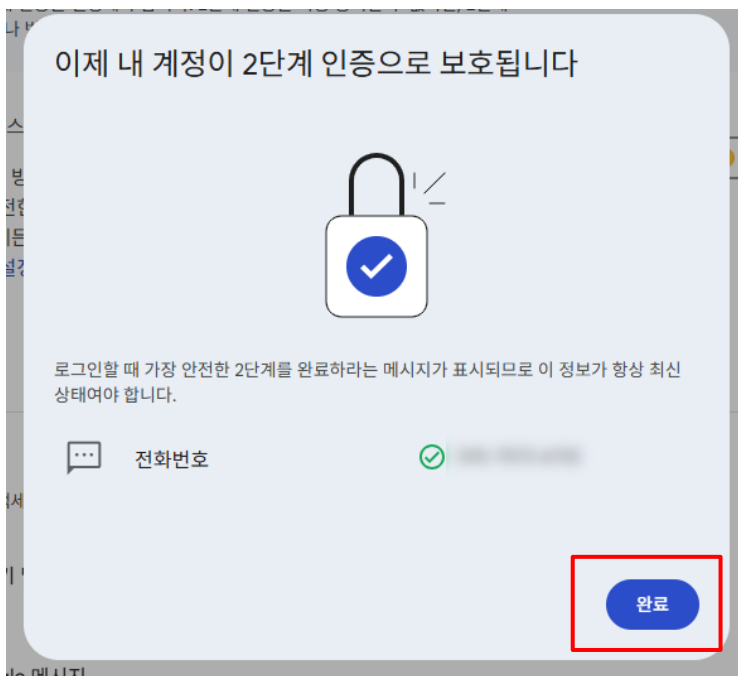 이제 내 계정이 2단계 인증으로 보호됩니다
로그인할 때 가장 안전한 2단계를 완료하라는 메시지가 표시되므로 이 정보가 항상 최신
상태여야 합니다.
전화번호
완료
메시지